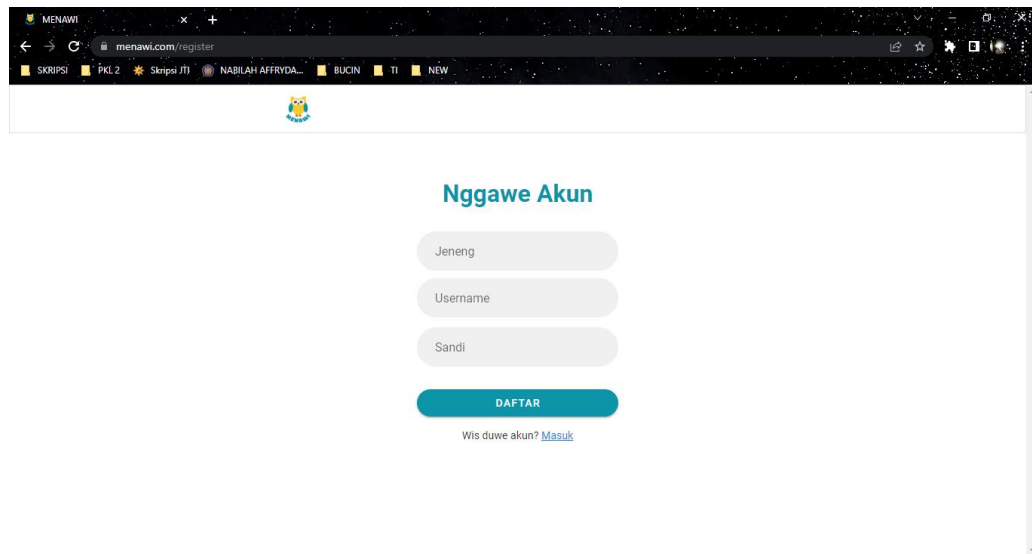 MENAWI
menawi.com/register
SKRIPSI PKL 2 Skripsi JTI NABILAH AFFRYDA... BUCIN TI NEW
MENAWI
Nggawe Akun
Jeneng
Username
Sandi
DAFTAR
Wis duwe akun? Masuk